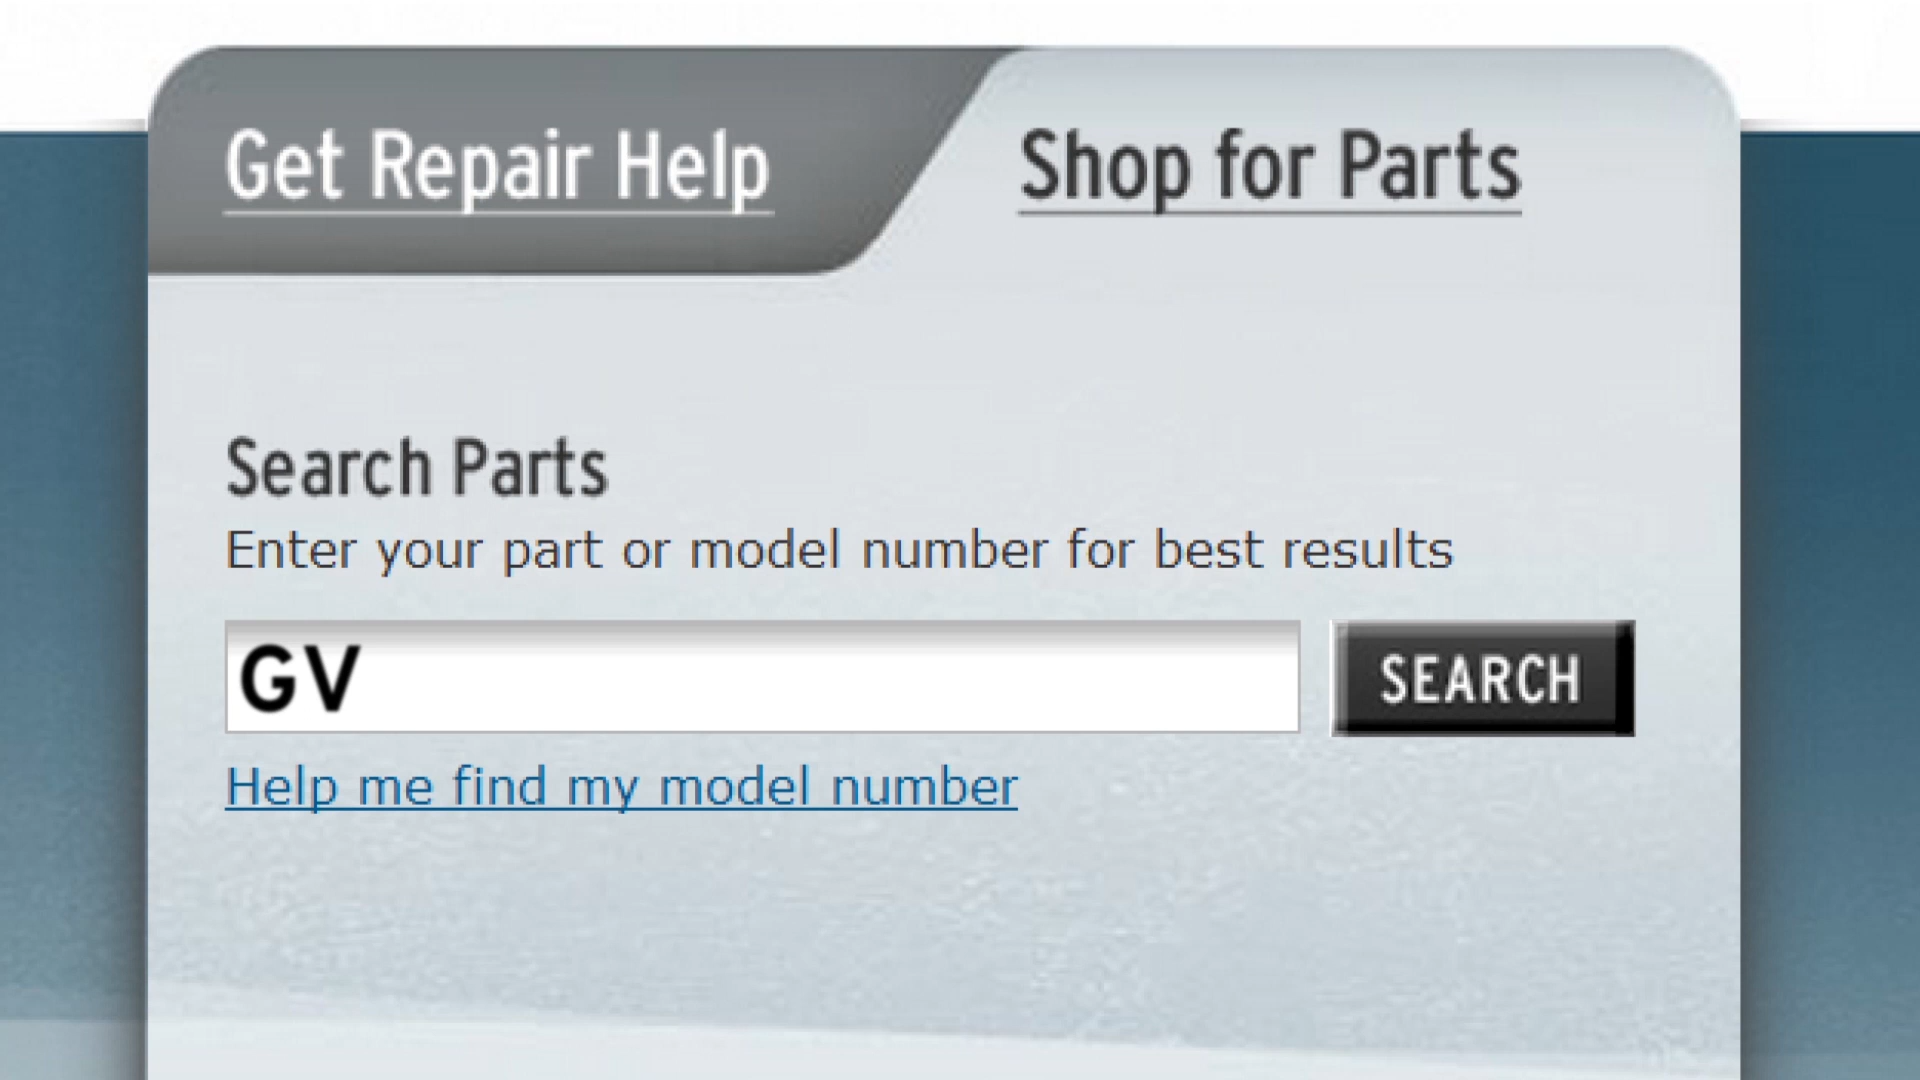 Get Repair Help
Shop for Parts
Search Parts
Enter your part or model number for best results
GV
SEARCH
Help me find my model number